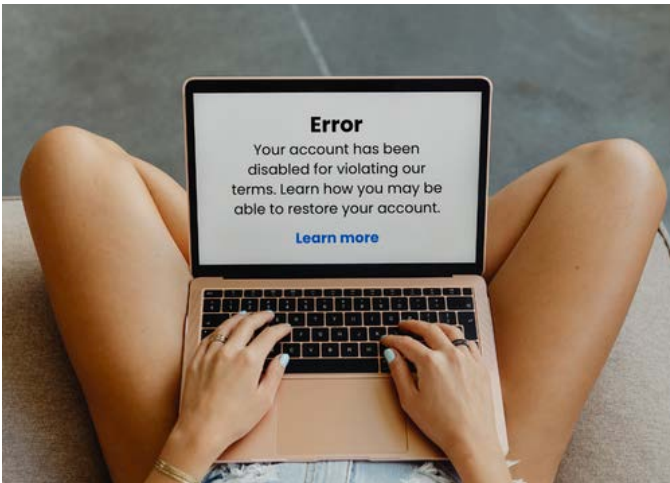 Error
Your account has been
disabled for violating our
terms. Learn how you may be
able to restore your account.
Learn more